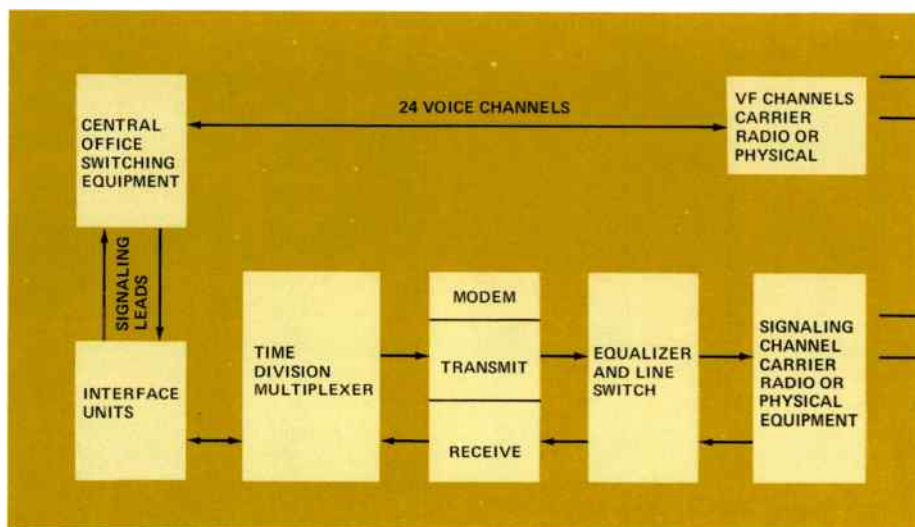 24 VOICE CHANNELS
CENTRAL
OFFICE
SWITCHING
EQUIPMENT
VF CHANNELS
CARRIER
RADIO OR
PHYSICAL
SIGNALING
LEADS
INTERFACE
UNITS
TIME
DIVISION
MULTIPLEXER
MODEM
TRANSMIT
RECEIVE
EQUALIZER
AND LINE
SWITCH
SIGNALING
CHANNEL
CARRIER
RADIO OR
PHYSICAL
EQUIPMENT